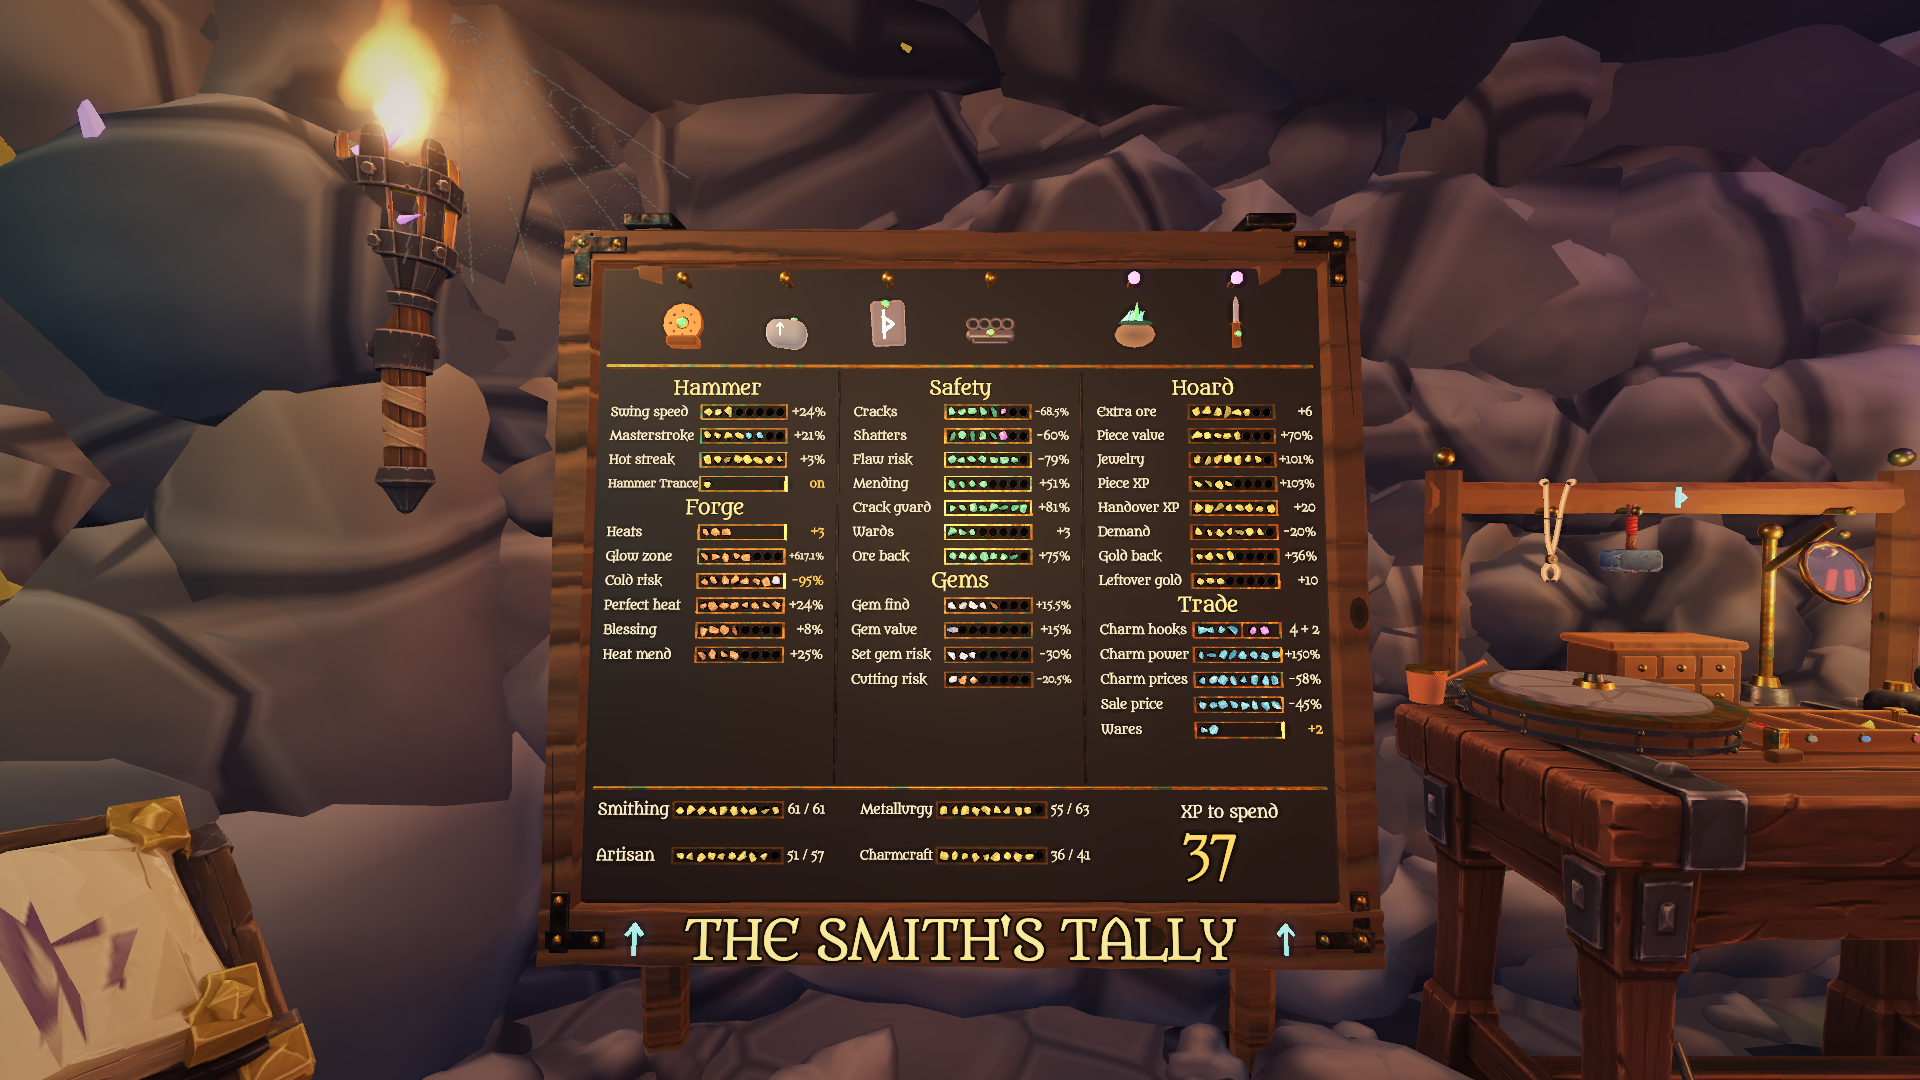 Hammer
Swing speed +24%
Masterstroke +21%
Hot streak +3%
Hammer Trance on
Forge
Heats +3
Glow zone +617.1%
Cold risk -95%
Perfect heat +24%
Blessing +8%
Heat mend +25%
Safety
Cracks -68.5%
Shatters -60%
Flaw risk -79%
Mending +51%
Crack guard +81%
Wards +3
Ore back +75%
Gems
Gem find +15.5%
Gem value +15%
Set gem risk -30%
Cutting risk -20.5%
Hoard
Extra ore +6
Piece value +70%
Jewelry +101%
Piece XP +103%
Handover XP +20
Demand -20%
Gold back +36%
Leftover gold +10
Trade
Charm hooks 4 + 2
Charm power +150%
Charm prices -58%
Sale price -45%
Wares +2
Smithing 61 / 61
Metallurgy 55 / 63
Artisan 51 / 57
Charmcraft 36 / 41
XP to spend
37
THE SMITH'S TALLY